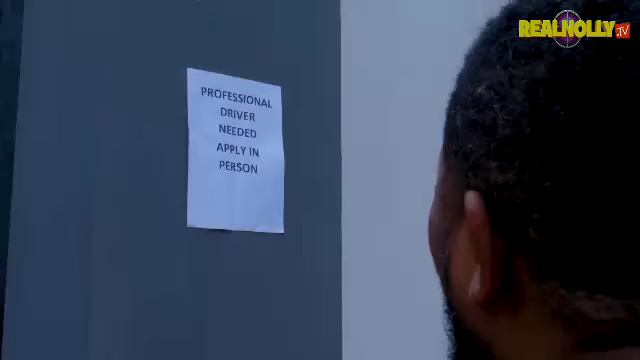 REALNOLLY.TV
PROFESSIONAL
DRIVER
NEEDED
APPLY IN
PERSON